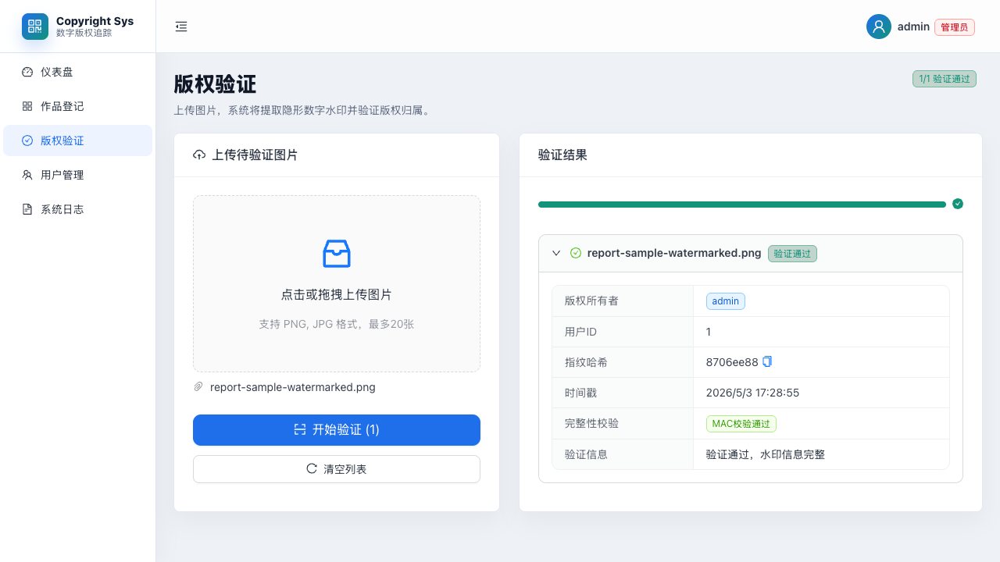 Copyright Sys
数字版权追踪
admin
管理员
仪表盘
作品登记
版权验证
用户管理
系统日志
版权验证
上传图片，系统将提取隐形数字水印并验证版权归属。
1/1 验证通过
上传待验证图片
点击或拖拽上传图片
支持 PNG, JPG 格式，最多20张
report-sample-watermarked.png
开始验证 (1)
清空列表
验证结果
report-sample-watermarked.png 验证通过
版权所有者 admin
用户ID 1
指纹哈希 8706ee88
时间戳 2026/5/3 17:28:55
完整性校验 MAC校验通过
验证信息 验证通过，水印信息完整